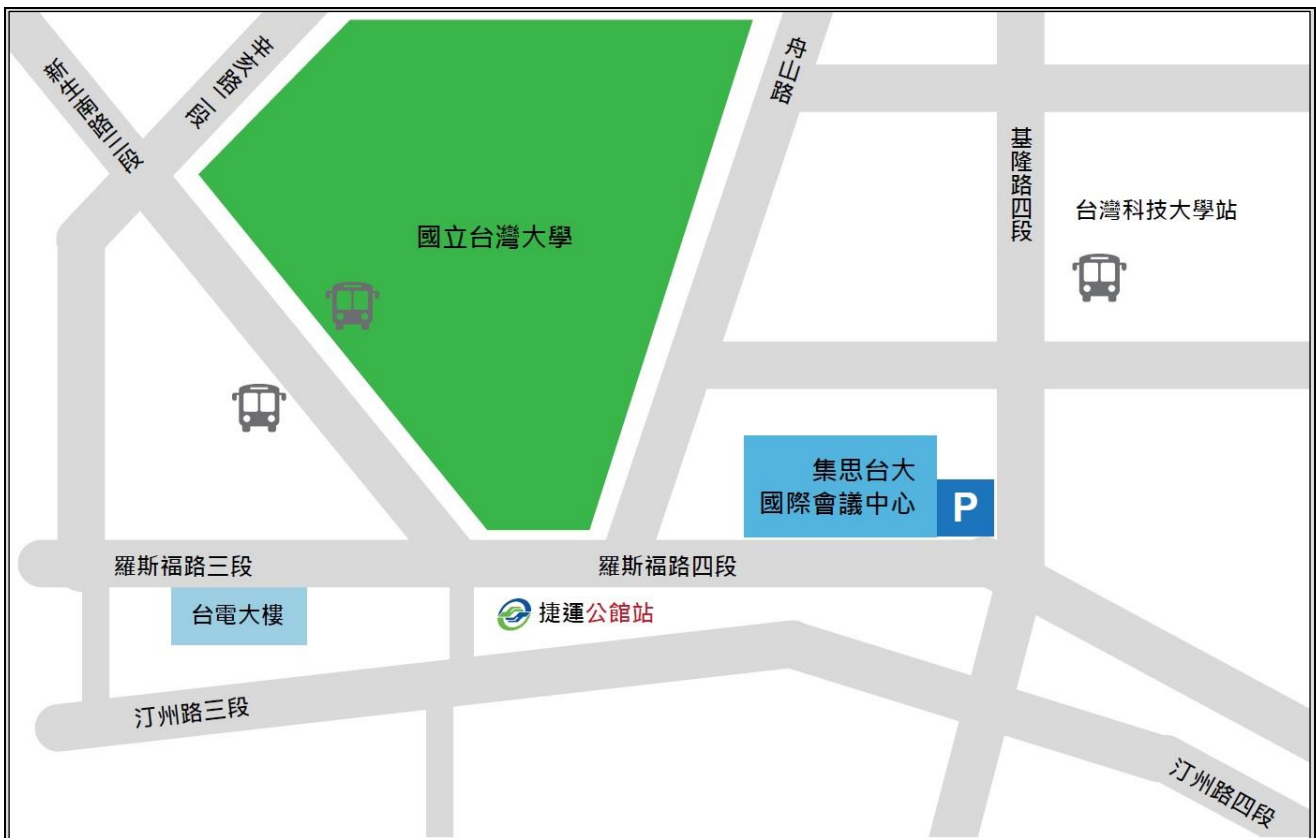 辛亥路二段
新生南路三段
舟山路
基隆路四段
國立台灣大學
台灣科技大學站
集思台大
國際會議中心
P
羅斯福路三段
羅斯福路四段
台電大樓
捷運公館站
汀州路三段
汀州路四段